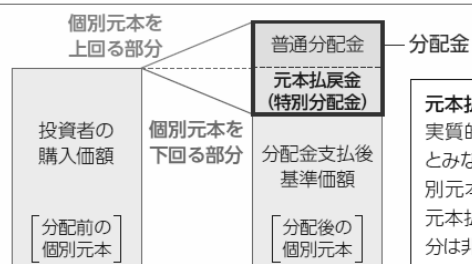 個別元本を
上回る部分
普通分配金
分配金
元本払戻金
(特別分配金)
投資者の
購入価額
個別元本を
下回る部分
分配金支払後
基準価額
分配前の
個別元本
分配後の
個別元本
元本払
実質的
とみな
別元本
元本払
分は非